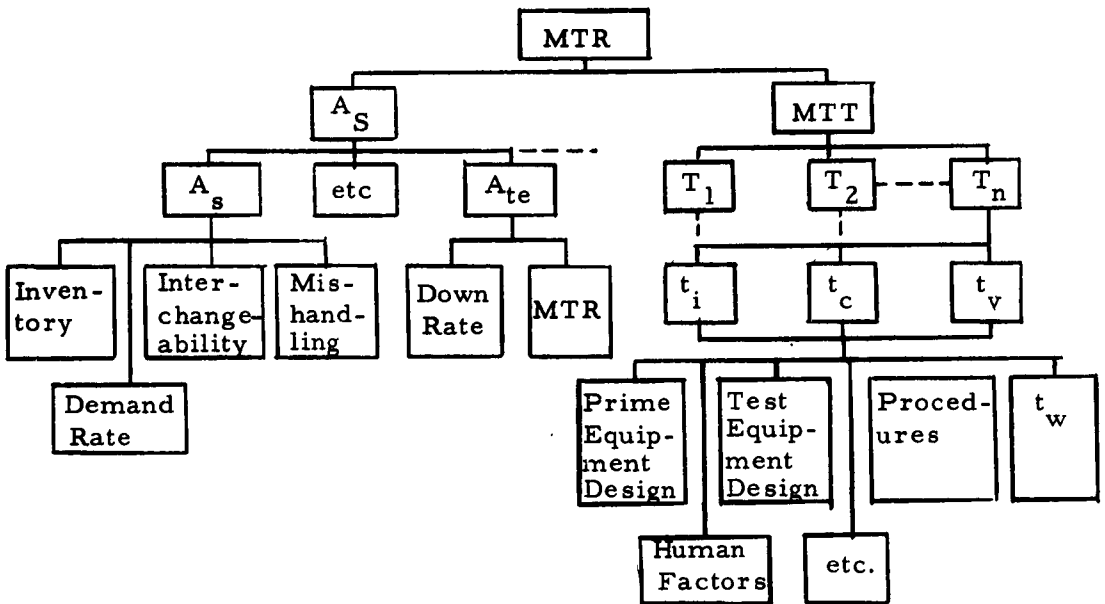 MTR
A_S
MTT
A_s
etc
A_te
T_1
T_2
T_n
Inven-
tory
Inter-
change-
ability
Mis-
hand-
ling
Down
Rate
MTR
t_i
t_c
t_v
Demand
Rate
Prime
Equip-
ment
Design
Test
Equip-
ment
Design
Proced-
ures
t_w
Human
Factors
etc.